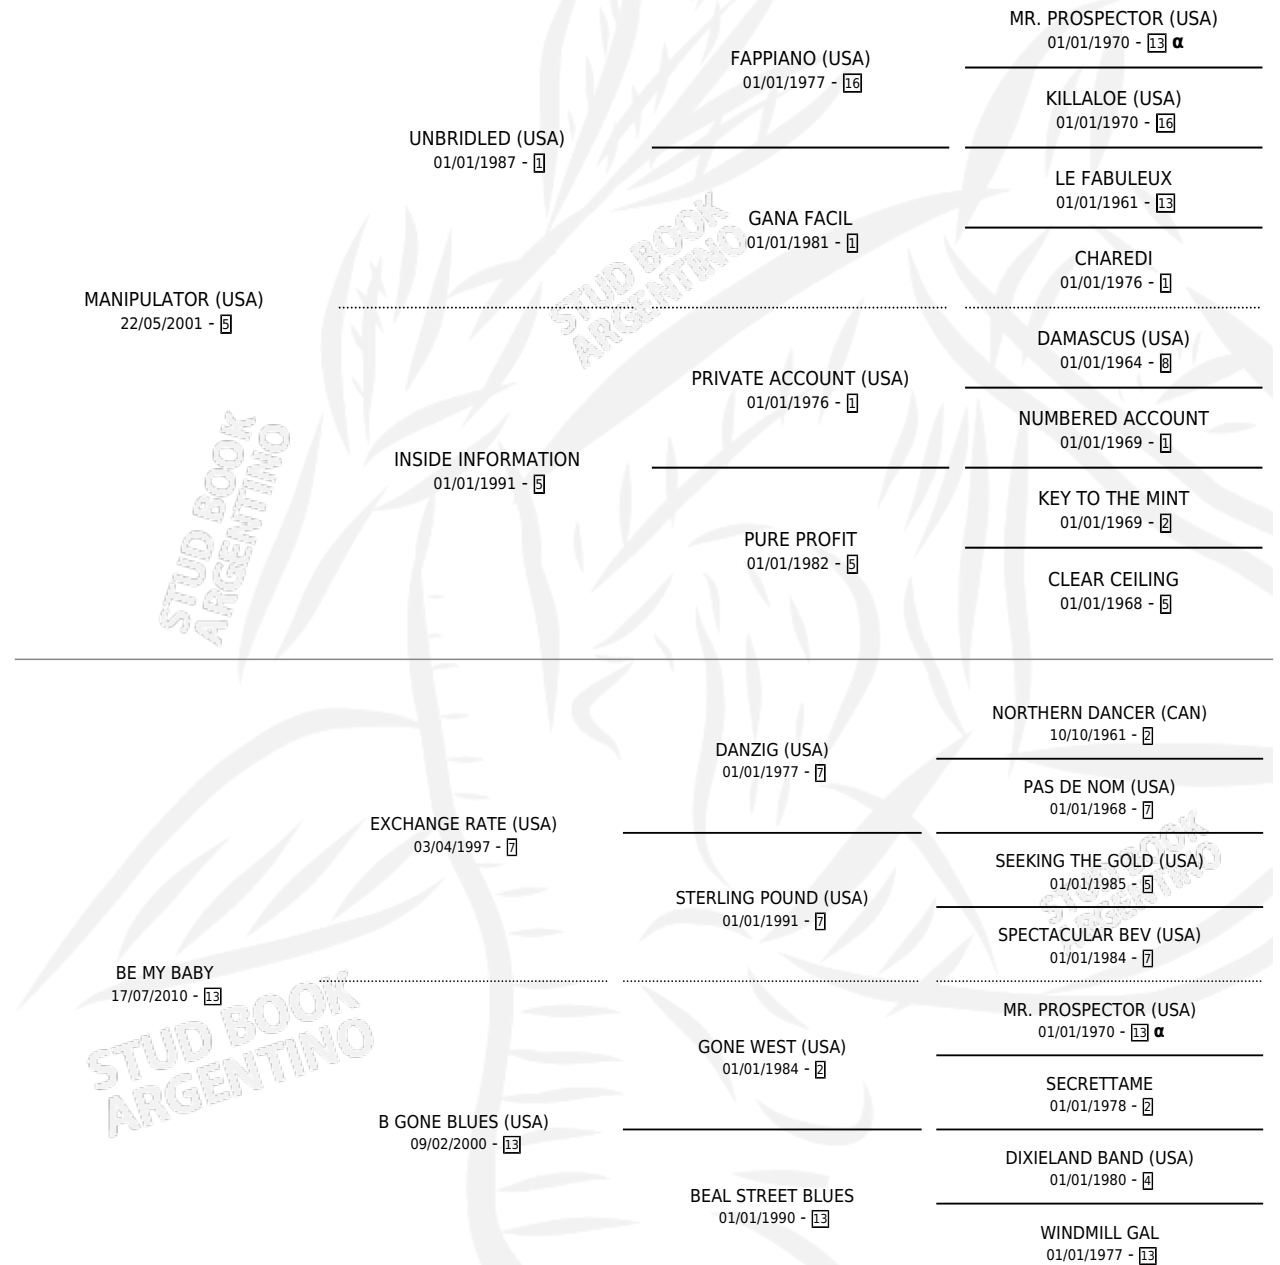 MR. PROSPECTOR (USA)
01/01/1970 - 13 α
FAPPIANO (USA)
01/01/1977 - 16
KILLALOE (USA)
01/01/1970 - 16
UNBRIDLED (USA)
01/01/1987 - 1
LE FABULEUX
01/01/1961 - 13
GANA FACIL
01/01/1981 - 1
CHAREDI
01/01/1976 - 1
MANIPULATOR (USA)
22/05/2001 - 5
STUD BOOK
ARGENTINO
DAMASCUS (USA)
01/01/1964 - 8
PRIVATE ACCOUNT (USA)
01/01/1976 - 1
NUMBERED ACCOUNT
01/01/1969 - 1
INSIDE INFORMATION
01/01/1991 - 5
KEY TO THE MINT
01/01/1969 - 2
PURE PROFIT
01/01/1982 - 5
CLEAR CEILING
01/01/1968 - 5
STUD BOOK
ARGENTINO
NORTHERN DANCER (CAN)
10/10/1961 - 2
DANZIG (USA)
01/01/1977 - 7
PAS DE NOM (USA)
01/01/1968 - 7
EXCHANGE RATE (USA)
03/04/1997 - 7
SEEKING THE GOLD (USA)
01/01/1985 - 5
STERLING POUND (USA)
01/01/1991 - 7
SPECTACULAR BEV (USA)
01/01/1984 - 7
STUD BOOK
ARGENTINO
BE MY BABY
17/07/2010 - 13
MR. PROSPECTOR (USA)
01/01/1970 - 13 α
GONE WEST (USA)
01/01/1984 - 2
SECRETTAME
01/01/1978 - 2
B GONE BLUES (USA)
09/02/2000 - 13
DIXIELAND BAND (USA)
01/01/1980 - 4
BEAL STREET BLUES
01/01/1990 - 13
WINDMILL GAL
01/01/1977 - 13
STUD BOOK
ARGENTINO